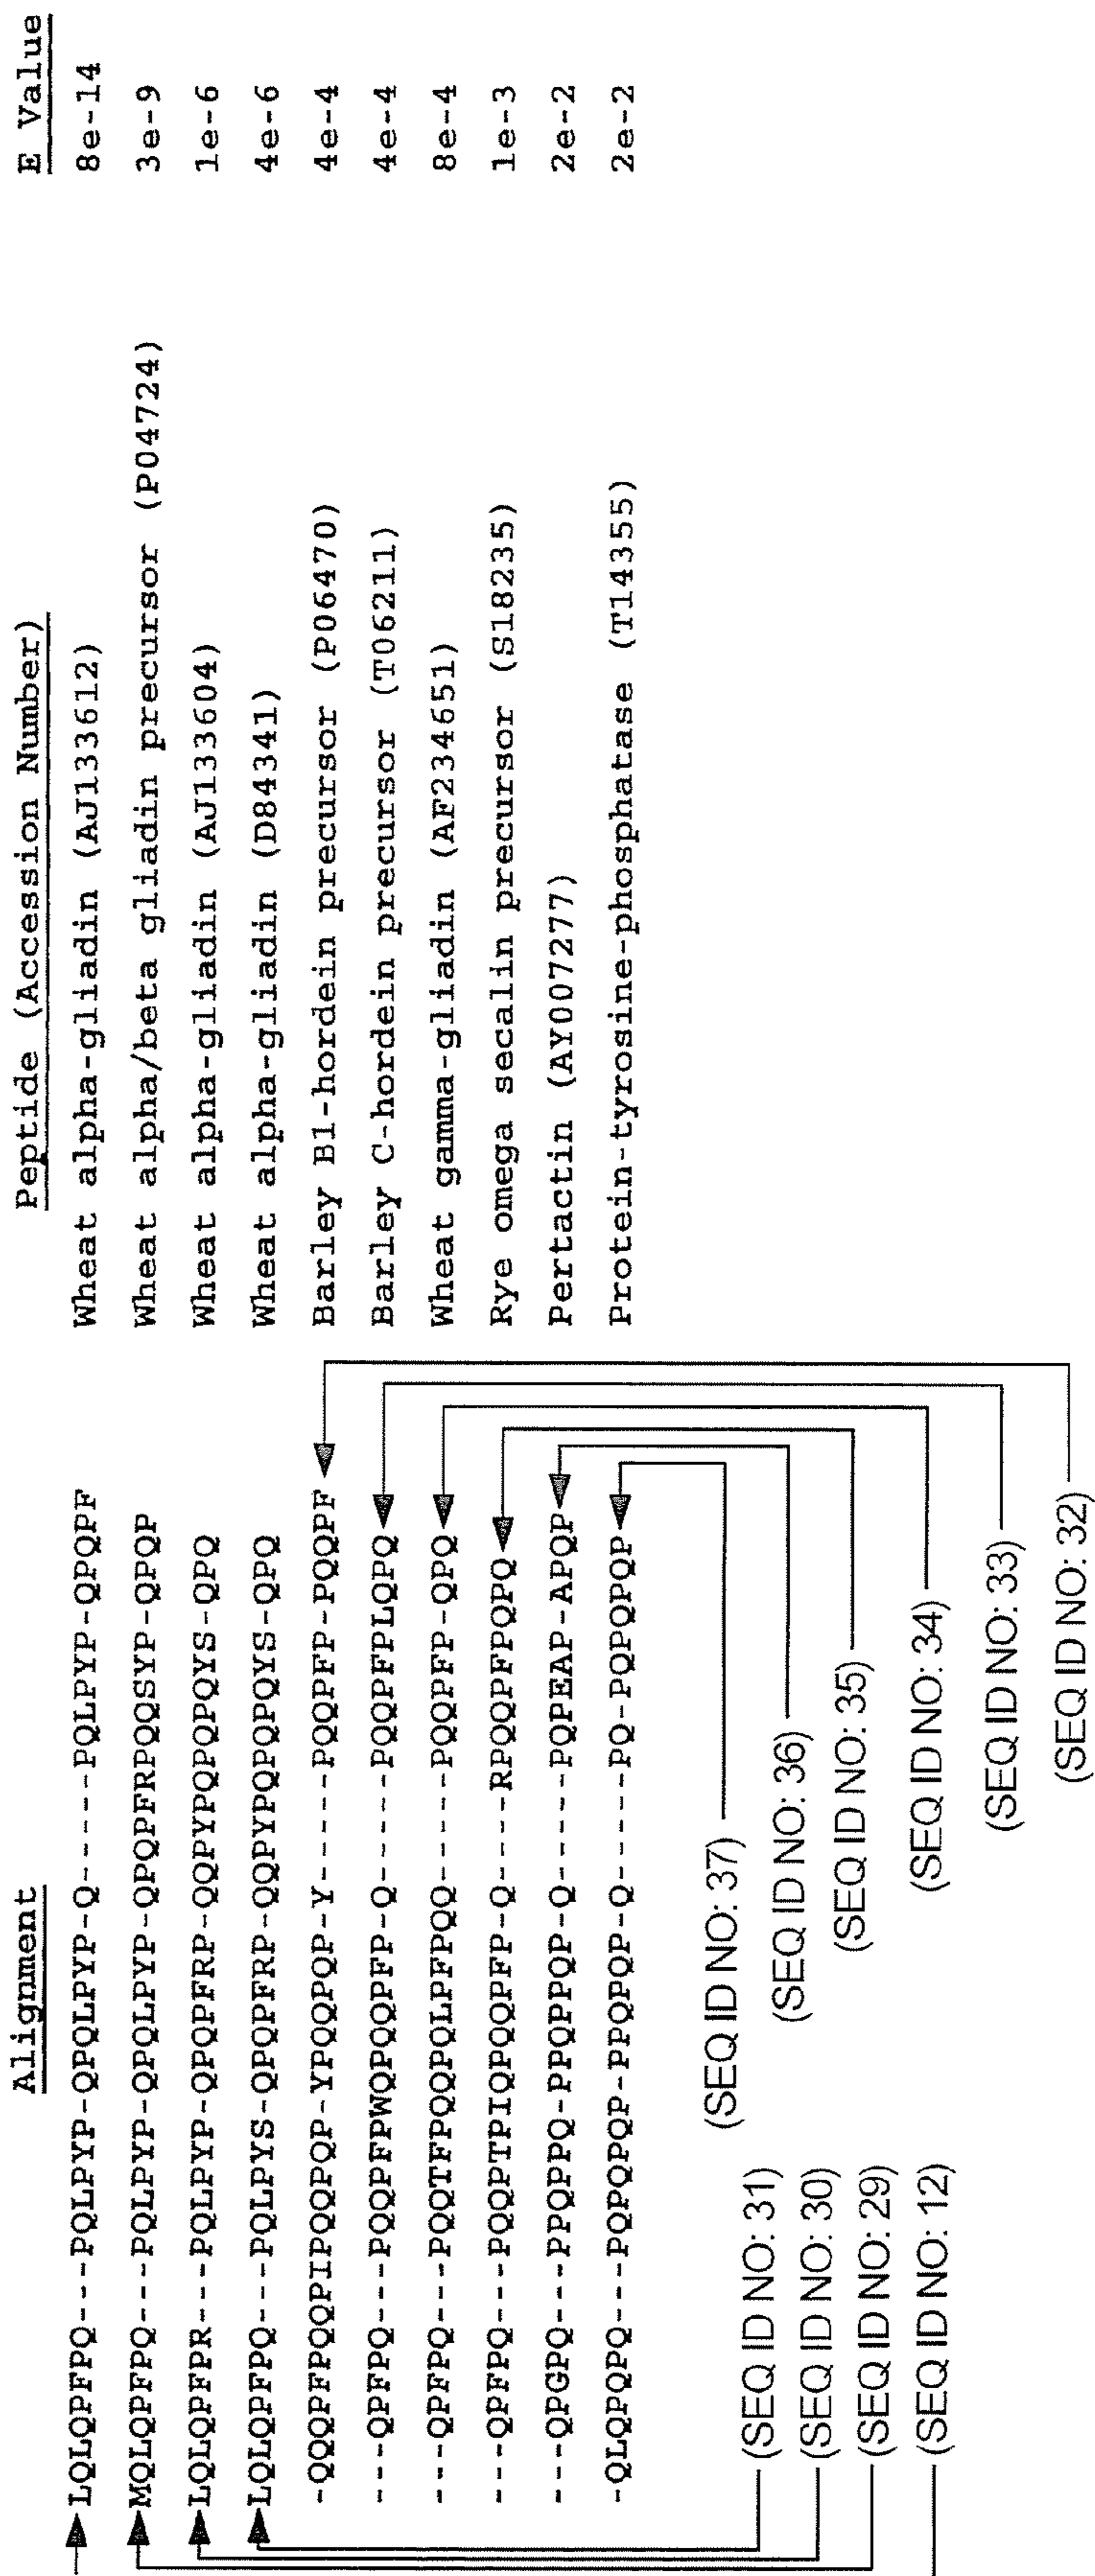 Alignment Peptide (Accession Number) E Value
LQLQPFPQ---PQLPYP-QPQLPYP-Q-----PQLPYP-QPQPF Wheat alpha-gliadin (AJ133612) 8e-14
MQLQPFPQ---PQLPYP-QPQLPYP-QPQPFRPQQSYP-QPQP Wheat alpha/beta gliadin precursor (P04724) 3e-9
LQLQPFPR---PQLPYP-QPQPFRP-QQPYPQPQPQYS-QPQ Wheat alpha-gliadin (AJ133604) 1e-6
LQLQPFPQ---PQLPYS-QPQPFRP-QQPYPQPQPQYS-QPQ Wheat alpha-gliadin (D84341) 4e-6
-QQQPFPQQPIPQQPQP-YPQQPQP-Y-----PQQPFP-PQQPF Barley B1-hordein precursor (P06470) 4e-4
---QPFPQ---PQQPFPWQPQQPFP-Q-----PQQPFPLQPQ Barley C-hordein precursor (T06211) 4e-4
---QPFPQ---PQQTFPQQPQLPFPQQ-----PQQPFP-QPQ Wheat gamma-gliadin (AF234651) 8e-4
---QPFPQ---PQQPTPIQPQQPFP-Q-----RPQQPFPQPQ Rye omega secalin precursor (S18235) 1e-3
---QPGPQ---PPQPPQ-PPQPPQP-Q-----PQPEAP-APQP Pertactin (AY007277) 2e-2
-QLQPQPQ---PQPQPQP-PPQPQP-Q-----PQ-PQPQPQP Protein-tyrosine-phosphatase (T14355) 2e-2
(SEQ ID NO: 31)
(SEQ ID NO: 30)
(SEQ ID NO: 29)
(SEQ ID NO: 12)
(SEQ ID NO: 37)
(SEQ ID NO: 36)
(SEQ ID NO: 35)
(SEQ ID NO: 34)
(SEQ ID NO: 33)
(SEQ ID NO: 32)